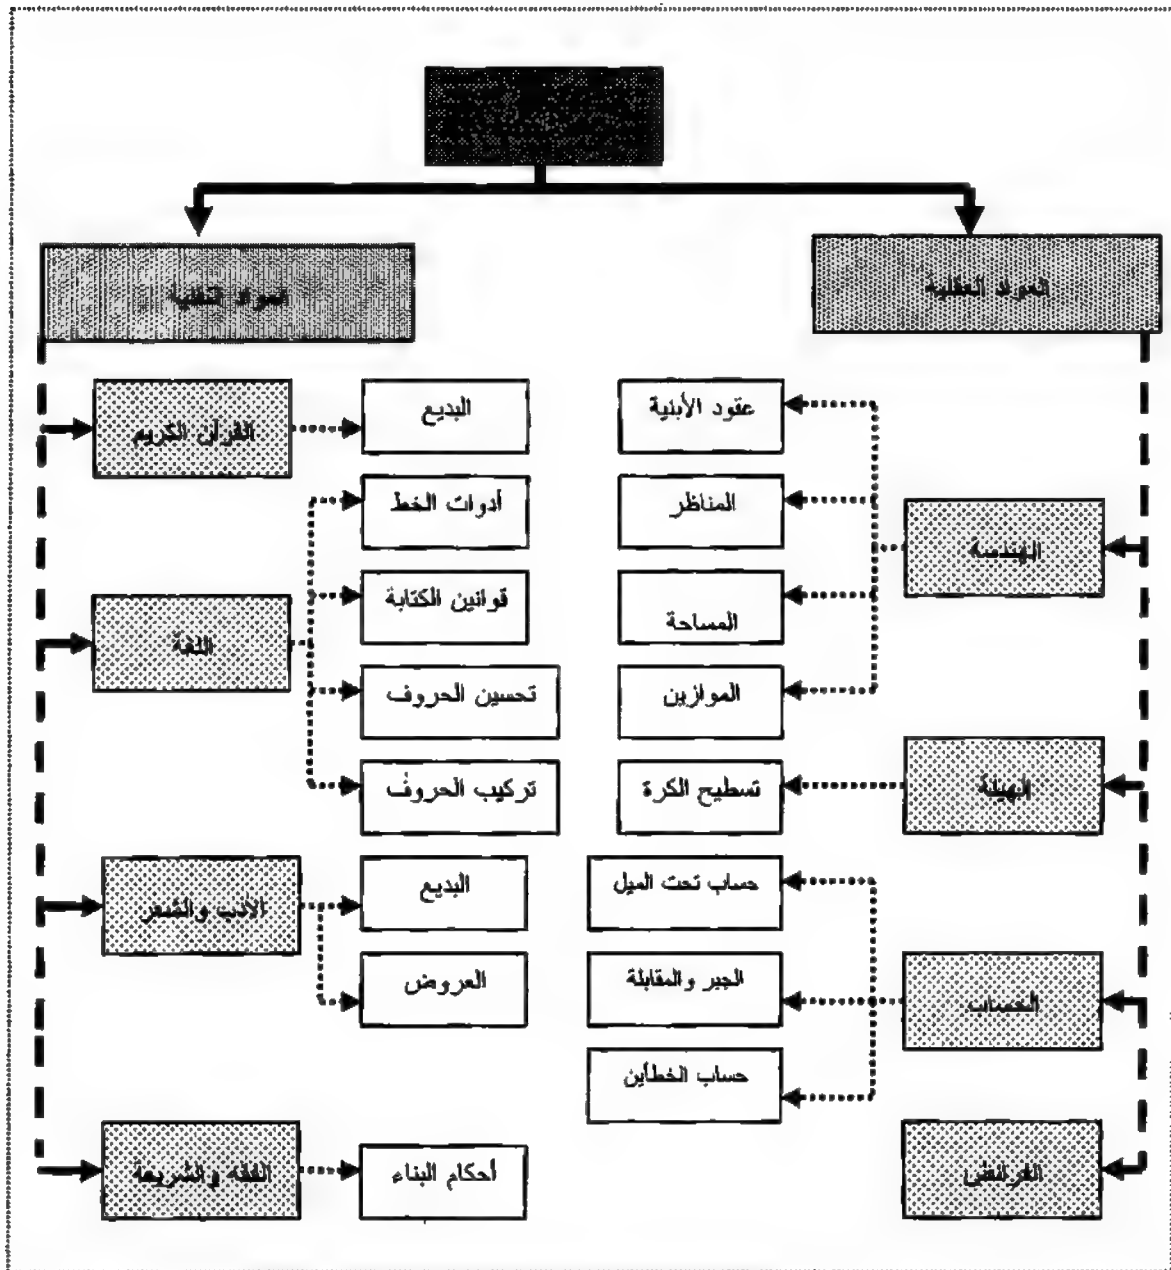 المواد العقلية
المواد النقلية
عقود الأبنية
المناظر
الهندسة
المساحة
الموازين
الهيئة
تسطيح الكرة
حساب تحت الميل
الجبر والمقابلة
الحساب
حساب الخطأين
الفرائض
القرآن الكريم
البديع
أدوات الخط
قوانين الكتابة
اللغة
تحسين الحروف
تركيب الحروف
الأدب والشعر
البديع
العروض
الفقه والشريعة
أحكام البناء